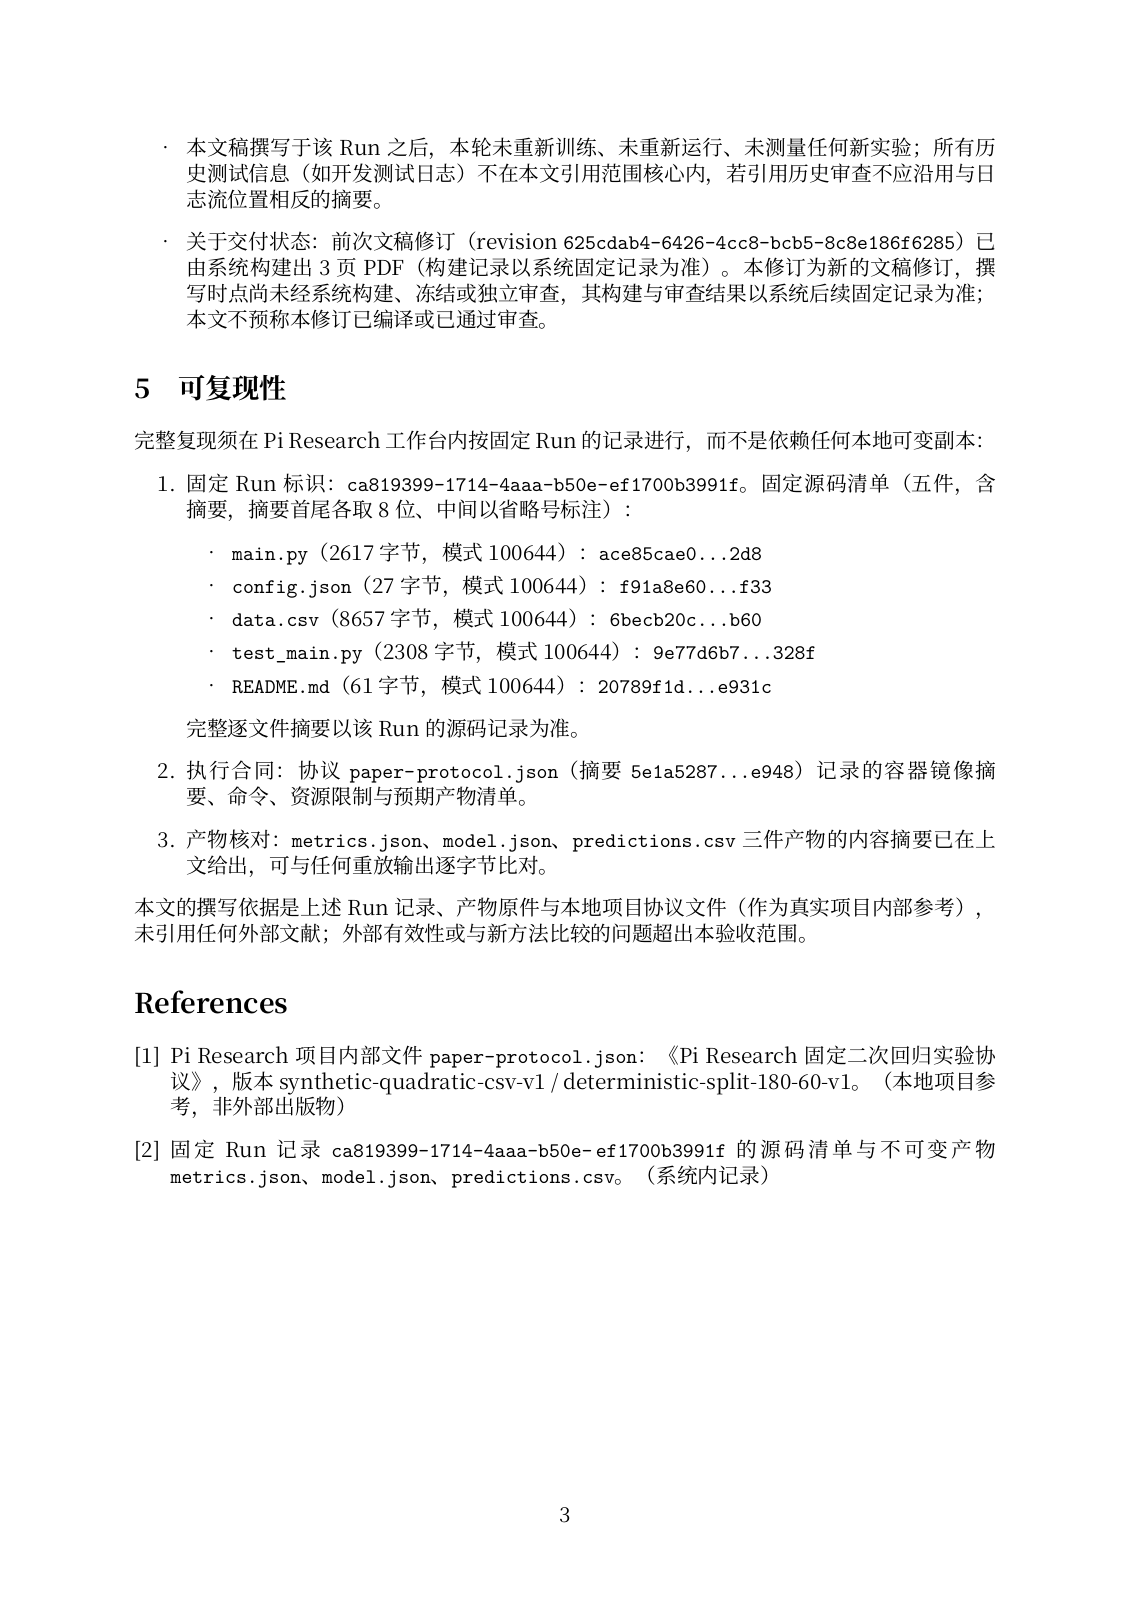 · 本文稿撰写于该 Run 之后，本轮未重新训练、未重新运行、未测量任何新实验；所有历
史测试信息（如开发测试日志）不在本文引用范围核心内，若引用历史审查不应沿用与日
志流位置相反的摘要。
· 关于交付状态：前次文稿修订（revision 625cdab4-6426-4cc8-bcb5-8c8e186f6285）已
由系统构建出 3 页 PDF（构建记录以系统固定记录为准）。本修订为新的文稿修订，撰
写时点尚未经系统构建、冻结或独立审查，其构建与审查结果以系统后续固定记录为准；
本文不预称本修订已编译或已通过审查。
5 可复现性
完整复现须在 Pi Research 工作台内按固定 Run 的记录进行，而不是依赖任何本地可变副本：
1. 固定 Run 标识：ca819399-1714-4aaa-b50e-ef1700b3991f。固定源码清单（五件，含
摘要，摘要首尾各取 8 位、中间以省略号标注）：
· main.py（2617 字节，模式 100644）：ace85cae0...2d8
· config.json（27 字节，模式 100644）：f91a8e60...f33
· data.csv（8657 字节，模式 100644）：6becb20c...b60
· test_main.py（2308 字节，模式 100644）：9e77d6b7...328f
· README.md（61 字节，模式 100644）：20789f1d...e931c
完整逐文件摘要以该 Run 的源码记录为准。
2. 执行合同：协议 paper-protocol.json（摘要 5e1a5287...e948）记录的容器镜像摘
要、命令、资源限制与预期产物清单。
3. 产物核对：metrics.json、model.json、predictions.csv 三件产物的内容摘要已在上
文给出，可与任何重放输出逐字节比对。
本文的撰写依据是上述 Run 记录、产物原件与本地项目协议文件（作为真实项目内部参考），
未引用任何外部文献；外部有效性或与新方法比较的问题超出本验收范围。
References
[1] Pi Research 项目内部文件 paper-protocol.json：《Pi Research 固定二次回归实验协
议》，版本 synthetic-quadratic-csv-v1 / deterministic-split-180-60-v1。（本地项目参
考，非外部出版物）
[2] 固定 Run 记录 ca819399-1714-4aaa-b50e-ef1700b3991f 的源码清单与不可变产物
metrics.json、model.json、predictions.csv。（系统内记录）
3